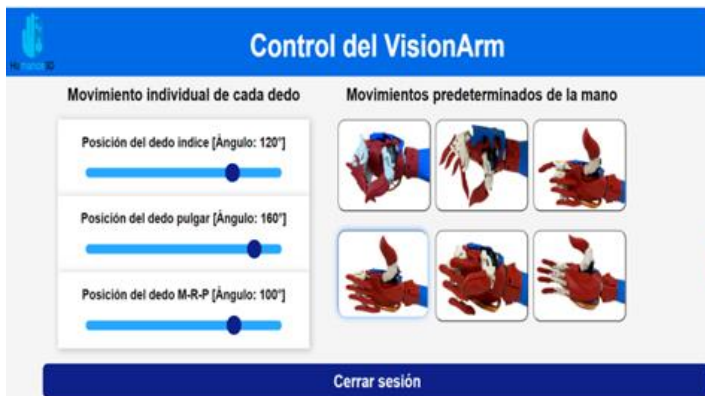 Control del VisionArm
Movimiento individual de cada dedo
Movimientos predeterminados de la mano
Posición del dedo indice [Ángulo: 120°]
Posición del dedo pulgar [Ángulo: 160°]
Posición del dedo M-R-P [Ángulo: 100°]
Cerrar sesión